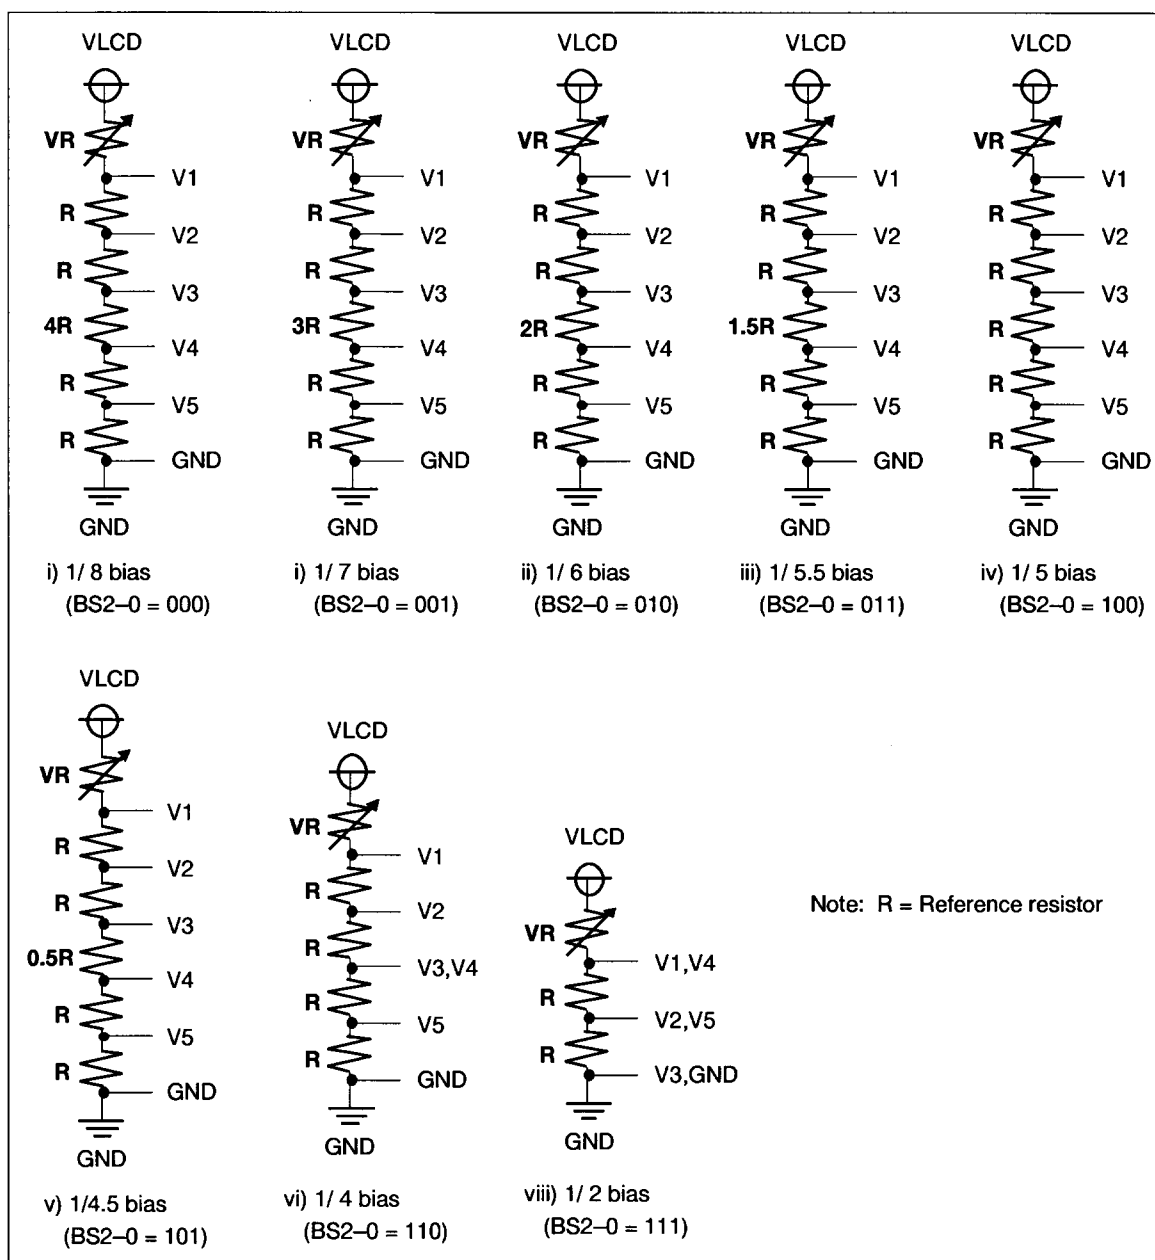 VLCD
VR
V1
R
V2
R
V3
4R
V4
R
V5
R
GND
GND
i) 1/ 8 bias
(BS2–0 = 000)
VLCD
VR
V1
R
V2
R
V3
3R
V4
R
V5
R
GND
GND
i) 1/ 7 bias
(BS2–0 = 001)
VLCD
VR
V1
R
V2
R
V3
2R
V4
R
V5
R
GND
GND
ii) 1/ 6 bias
(BS2–0 = 010)
VLCD
VR
V1
R
V2
R
V3
1.5R
V4
R
V5
R
GND
GND
iii) 1/ 5.5 bias
(BS2–0 = 011)
VLCD
VR
V1
R
V2
R
V3
R
V4
R
V5
R
GND
GND
iv) 1/ 5 bias
(BS2–0 = 100)
VLCD
VR
V1
R
V2
R
V3
0.5R
V4
R
V5
R
GND
GND
v) 1/4.5 bias
(BS2–0 = 101)
VLCD
VR
V1
R
V2
R
V3,V4
R
V5
R
GND
GND
vi) 1/ 4 bias
(BS2–0 = 110)
VLCD
VR
V1,V4
R
V2,V5
R
V3,GND
GND
viii) 1/ 2 bias
(BS2–0 = 111)
Note: R = Reference resistor